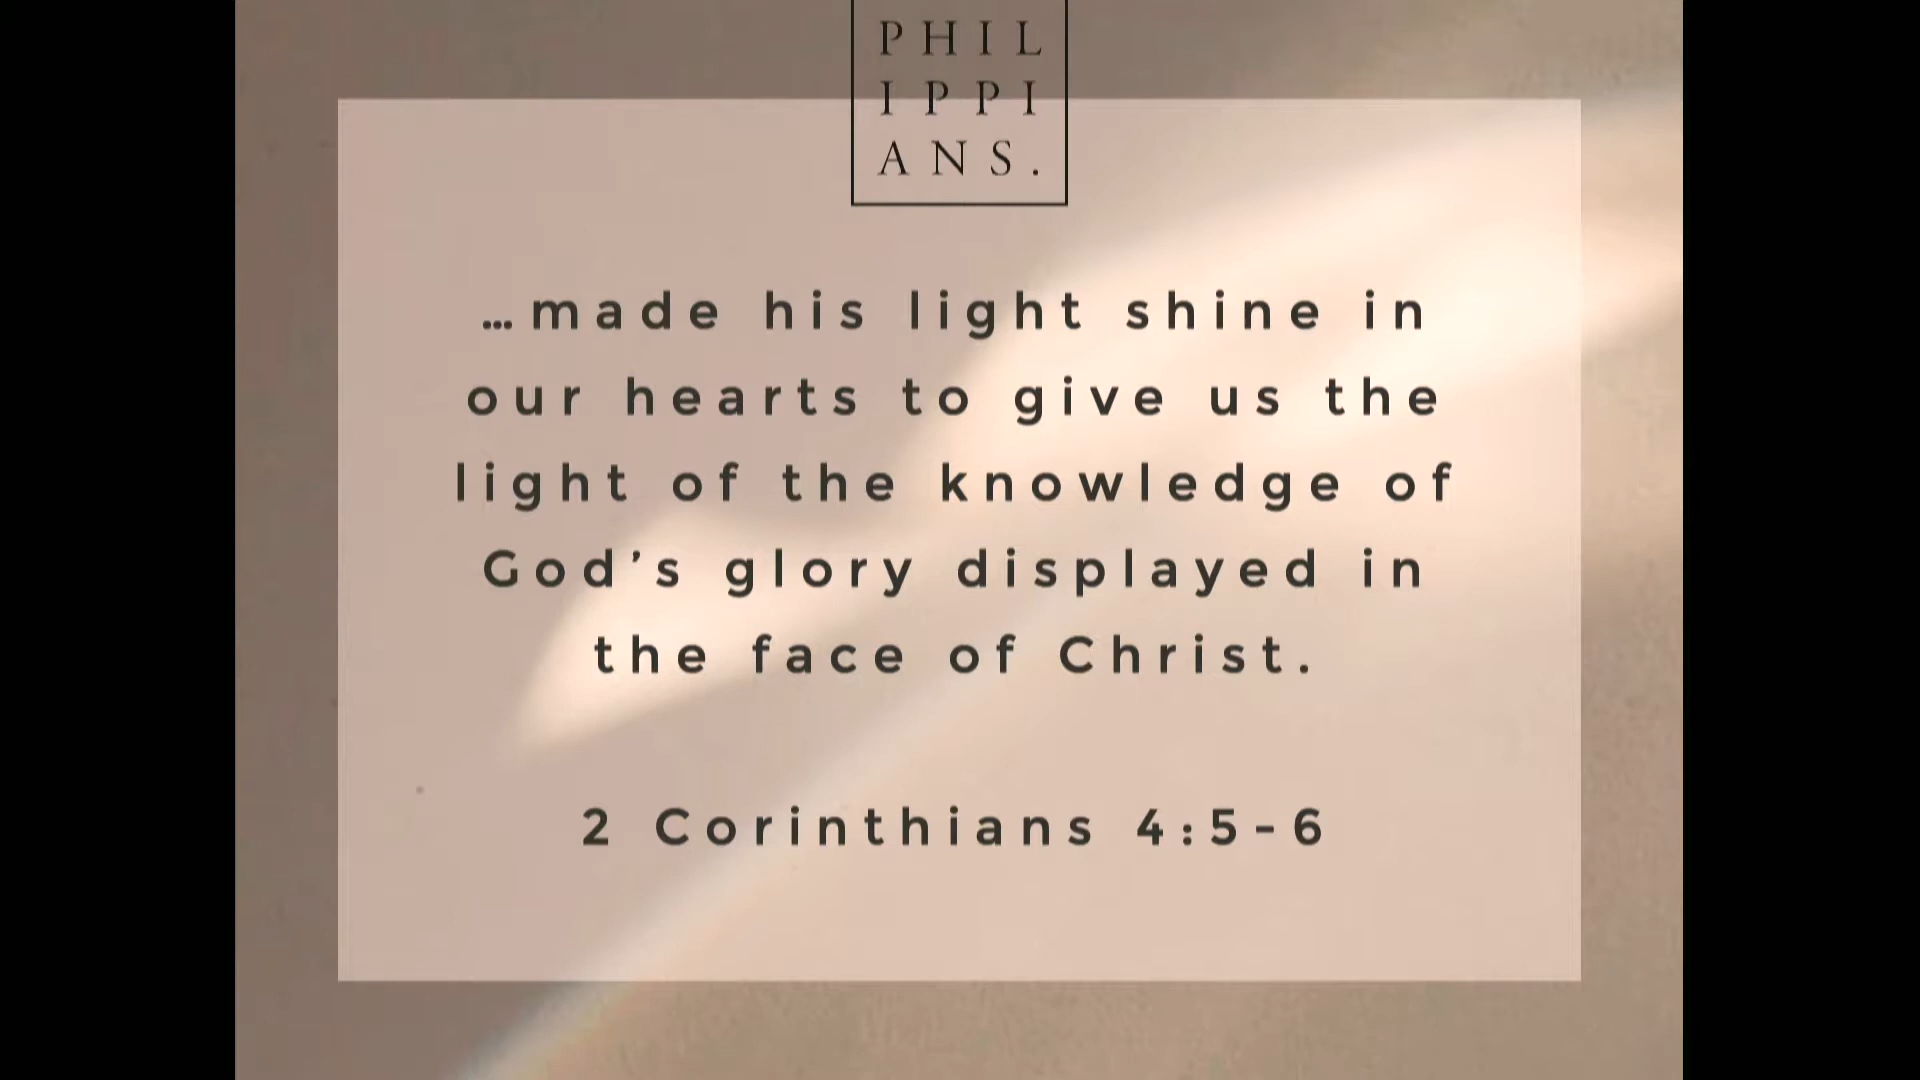 PHIL
IPPI
ANS.
…made his light shine in
our hearts to give us the
light of the knowledge of
God’s glory displayed in
the face of Christ.
2 Corinthians 4:5-6